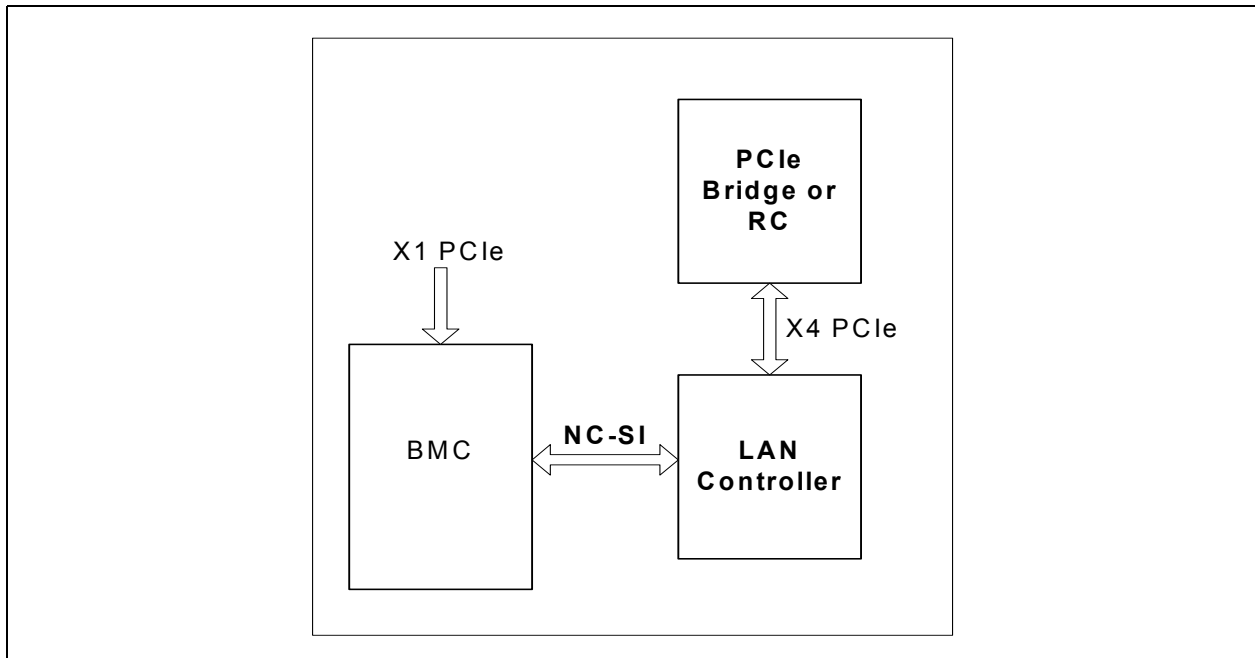 PCIe
Bridge or
RC
X1 PCIe
X4 PCIe
BMC
NC-SI
LAN
Controller